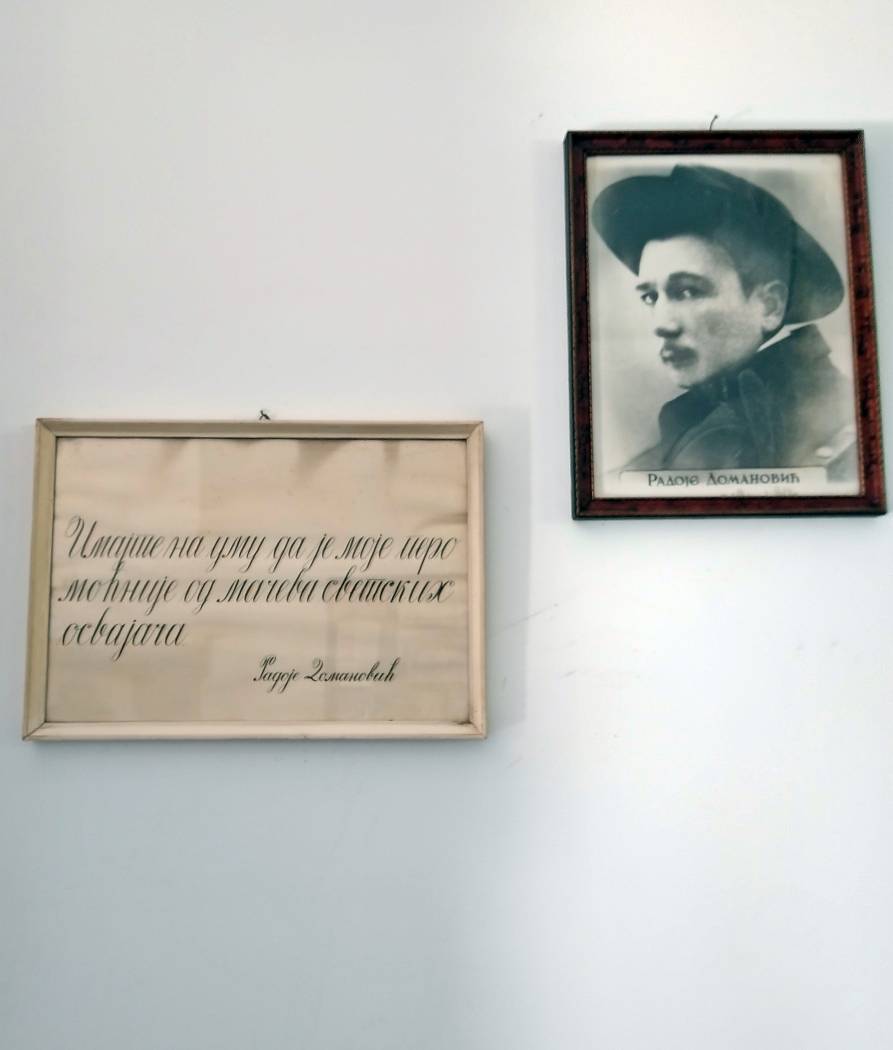 Имајте на уму да је моје перо
моћније од мачева светских
освајача
Радоје Домановић
Радоје Домановић